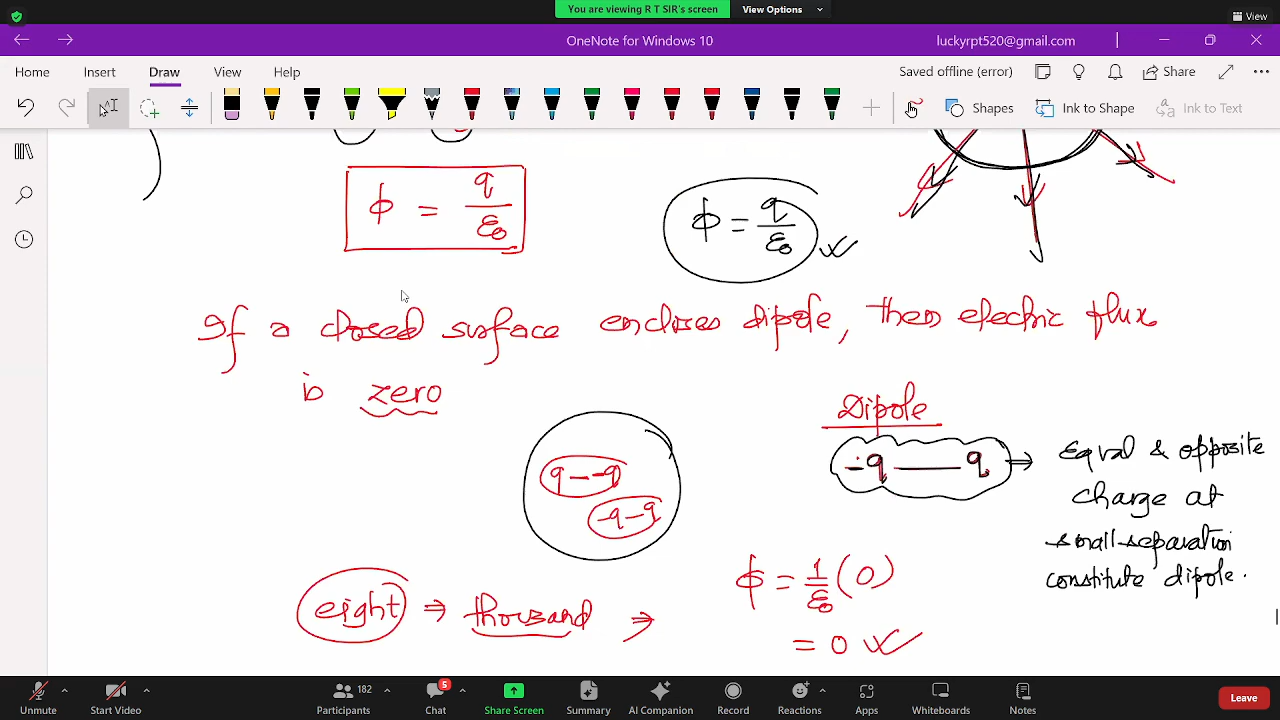 You are viewing R T SIR's screen
View Options
View
OneNote for Windows 10
luckyrpt520@gmail.com
Home Insert Draw View Help
Saved offline (error)
Share
Shapes
Ink to Shape
Ink to Text
ϕ = q/ε₀
ϕ = q/ε₀
If a closed surface encloses dipole, then electric flux
is zero
Dipole
-q q ⇒ Equal & opposite
charge at
small separation
constitute dipole.
q - -q
-q - q
ϕ = 1/ε₀ (0)
= 0
eight ⇒ thousand ⇒
Unmute
Start Video
Participants 182
Chat 5
Share Screen
Summary
AI Companion
Record
Reactions
Apps
Whiteboards
Notes
Leave